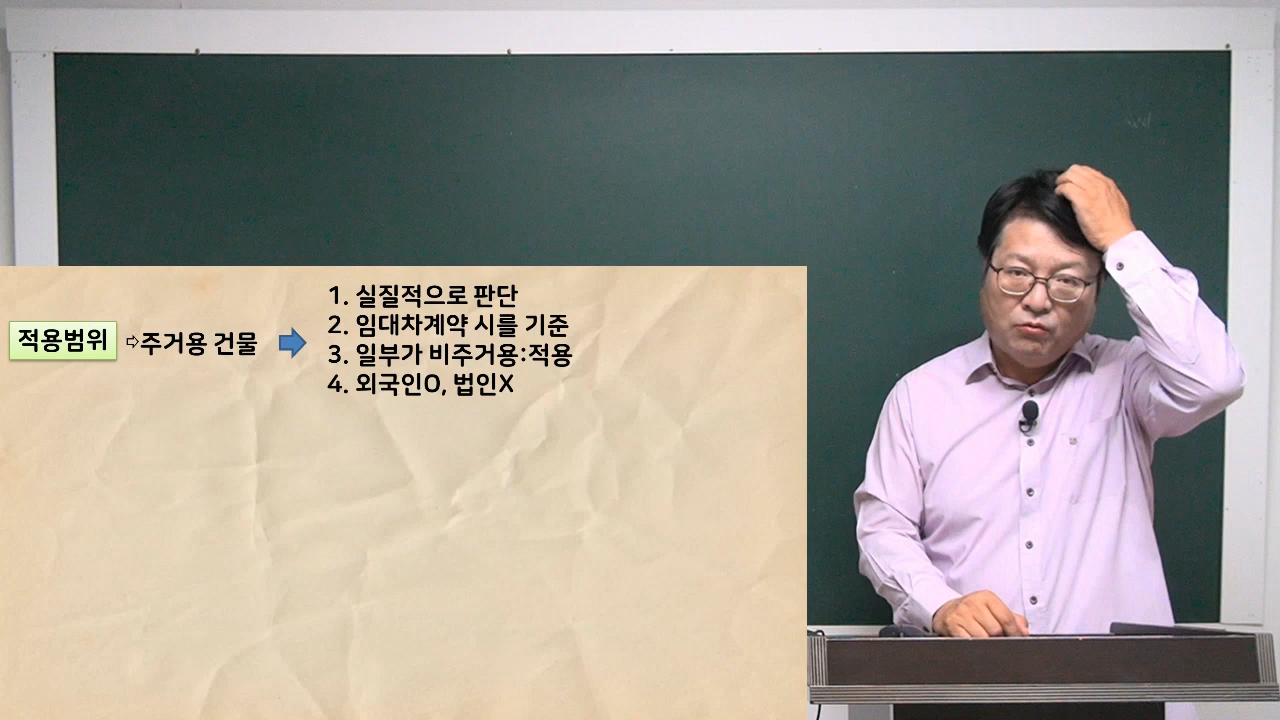 적용범위 ⇨주거용 건물
1. 실질적으로 판단
2. 임대차계약 시를 기준
3. 일부가 비주거용:적용
4. 외국인O, 법인X